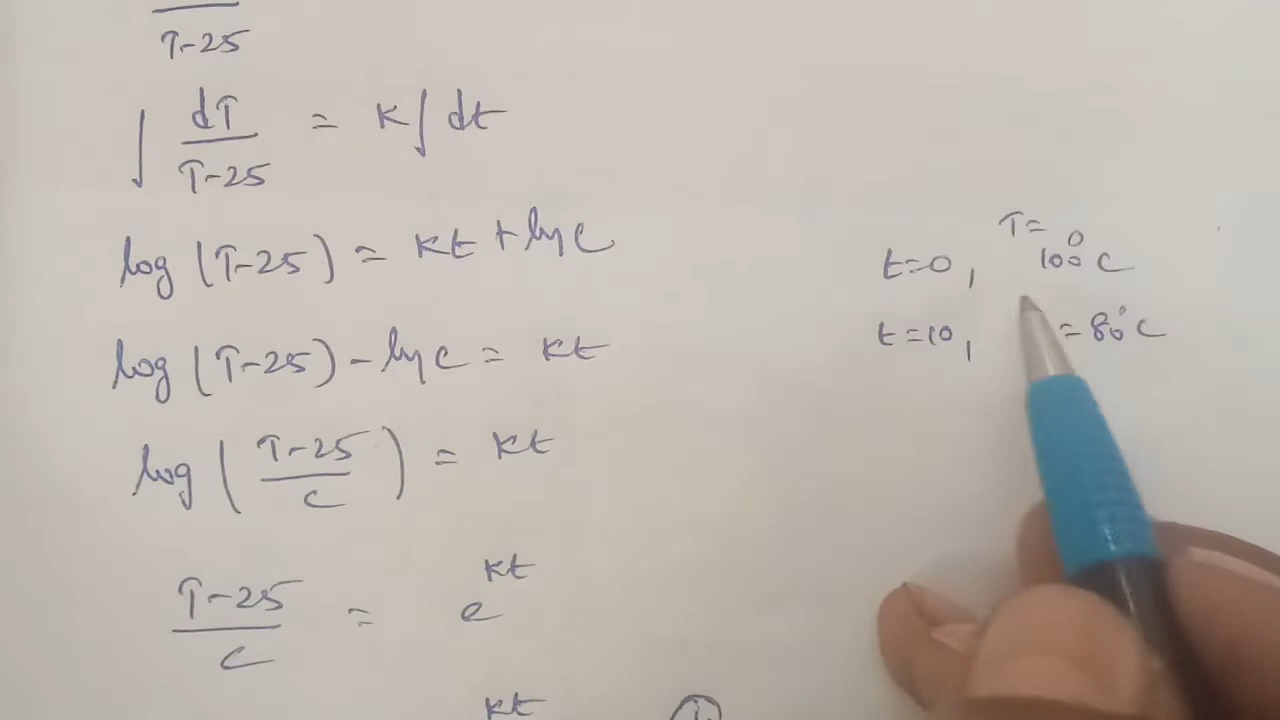 T-25
∫ dT/T-25 = K∫ dt
log (T-25) = kt + log c
log (T-25) - log c = kt
log (T-25/c) = kt
T-25/c = e^kt
kt
①
t=0, T= 100°C
t=10, = 80°C